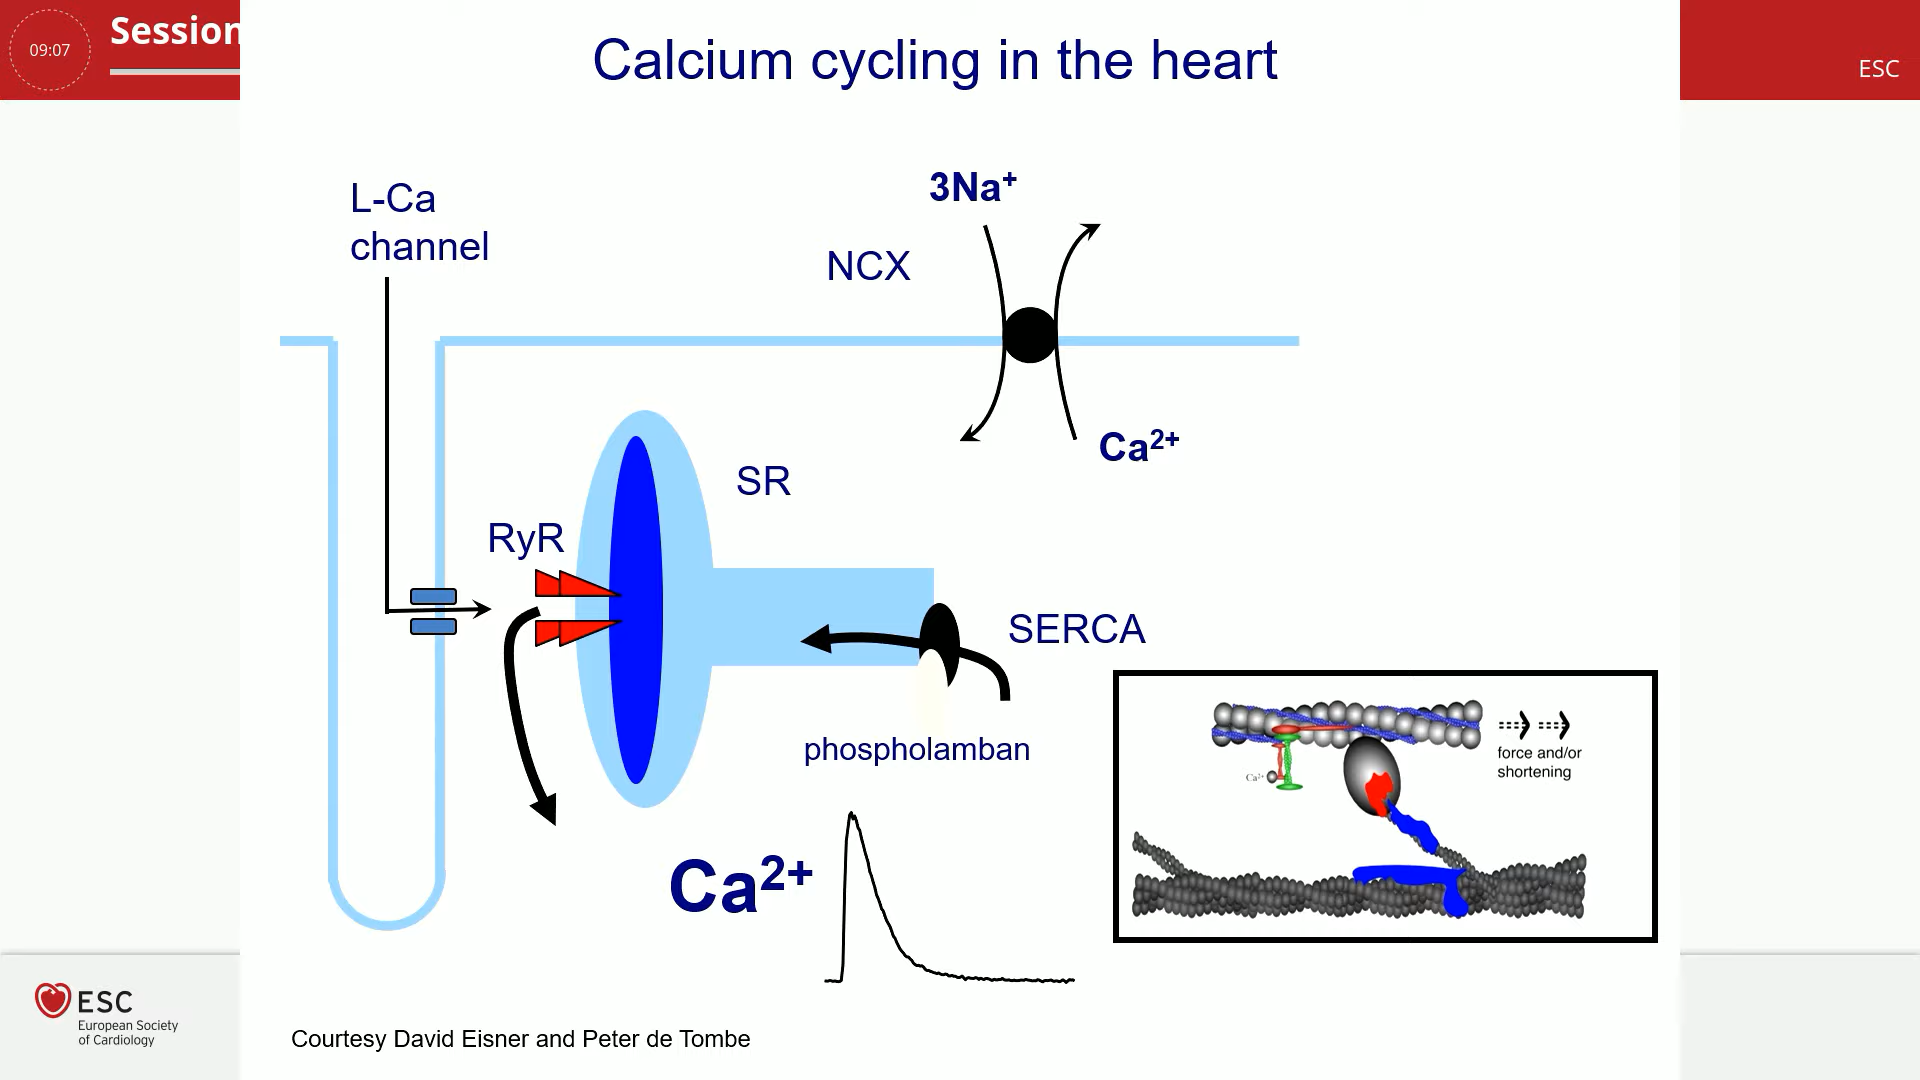 09:07
Session
ESC
Calcium cycling in the heart
L-Ca
channel
3Na⁺
NCX
Ca²⁺
SR
RyR
SERCA
phospholamban
Ca²⁺
force and/or
shortening
Ca²⁺
ESC
European Society
of Cardiology
Courtesy David Eisner and Peter de Tombe